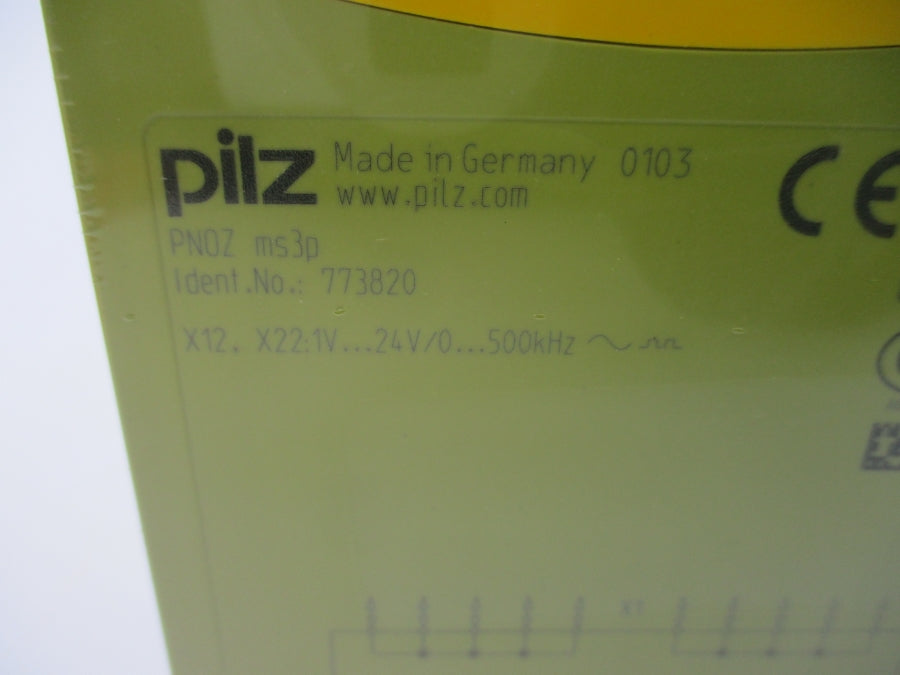 pilz Made in Germany 0103
www.pilz.com
CE
PNOZ ms3p
Ident.No.: 773820
X12, X22:1V...24V/0...500kHz
X1